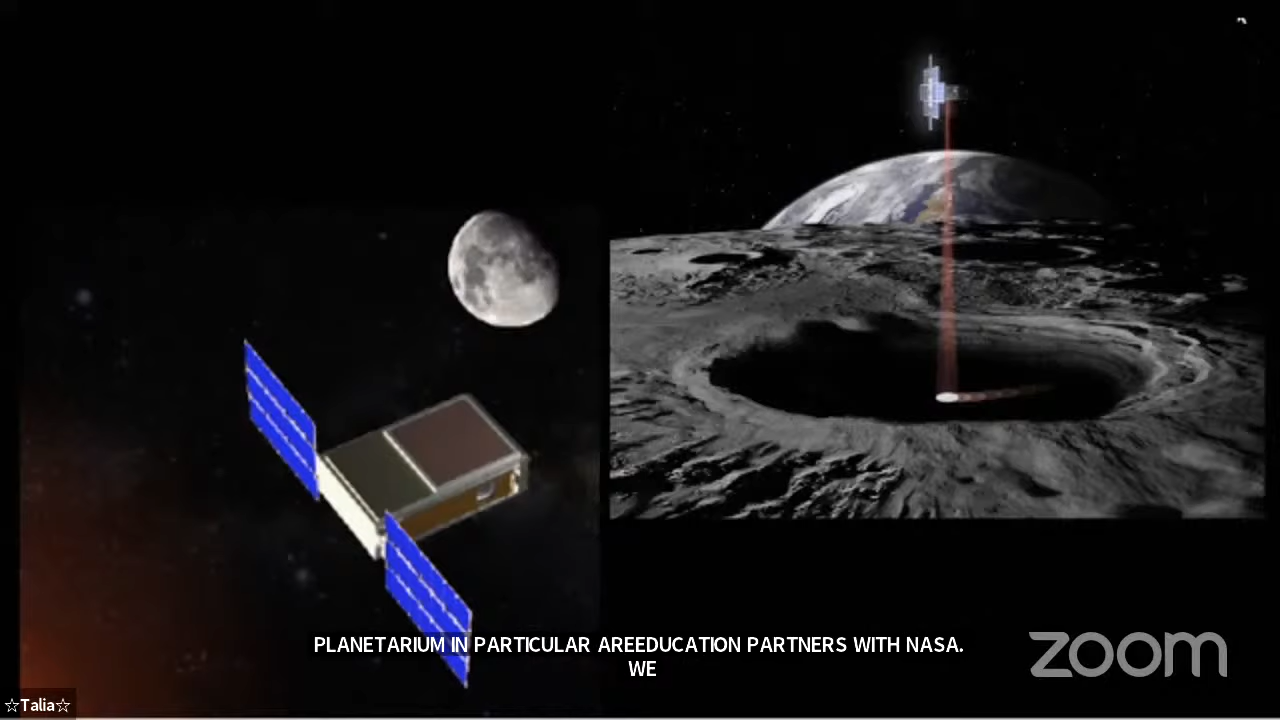 PLANETARIUM IN PARTICULAR AREEDUCATION PARTNERS WITH NASA.
WE
zoom
☆Talia☆